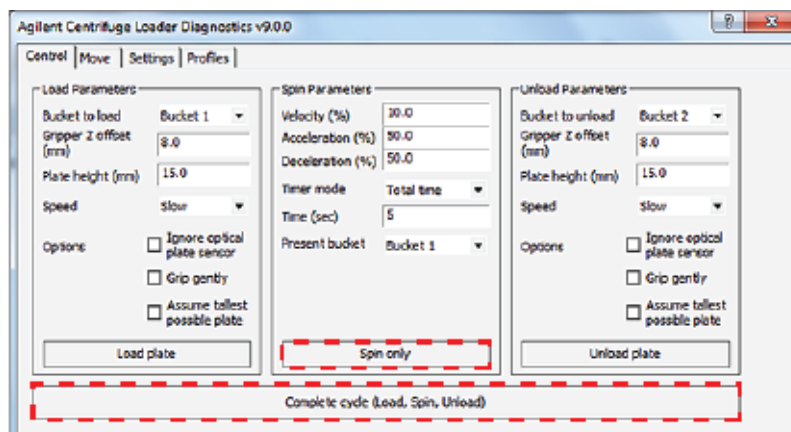 Agilent Centrifuge Loader Diagnostics v9.0.0
Control Move Settings Profiles
Load Parameters
Bucket to load Bucket 1
Gripper Z offset
(mm) 8.0
Plate height (mm) 15.0
Speed Slow
Options
Ignore optical
plate sensor
Grip gently
Assume tallest
possible plate
Load plate
Spin Parameters
Velocity (%) 10.0
Acceleration (%) 50.0
Deceleration (%) 50.0
Timer mode Total time
Time (sec) 5
Present bucket Bucket 1
Spin only
Unload Parameters
Bucket to unload Bucket 2
Gripper Z offset
(mm) 8.0
Plate height (mm) 15.0
Speed Slow
Options
Ignore optical
plate sensor
Grip gently
Assume tallest
possible plate
Unload plate
Complete cycle (Load, Spin, Unload)